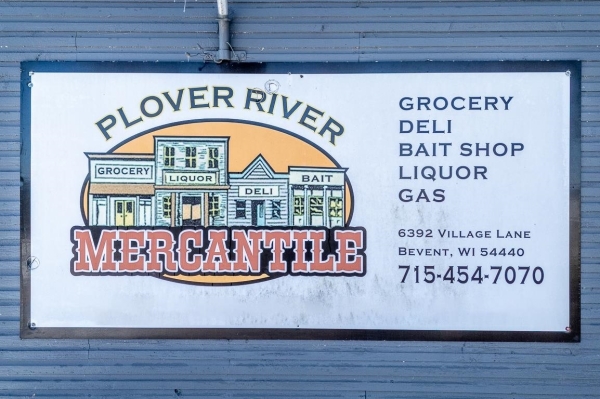 PLOVER RIVER
GROCERY
LIQUOR
DELI
BAIT
MERCANTILE
GROCERY
DELI
BAIT SHOP
LIQUOR
GAS
6392 VILLAGE LANE
BEVENT, WI 54440
715-454-7070